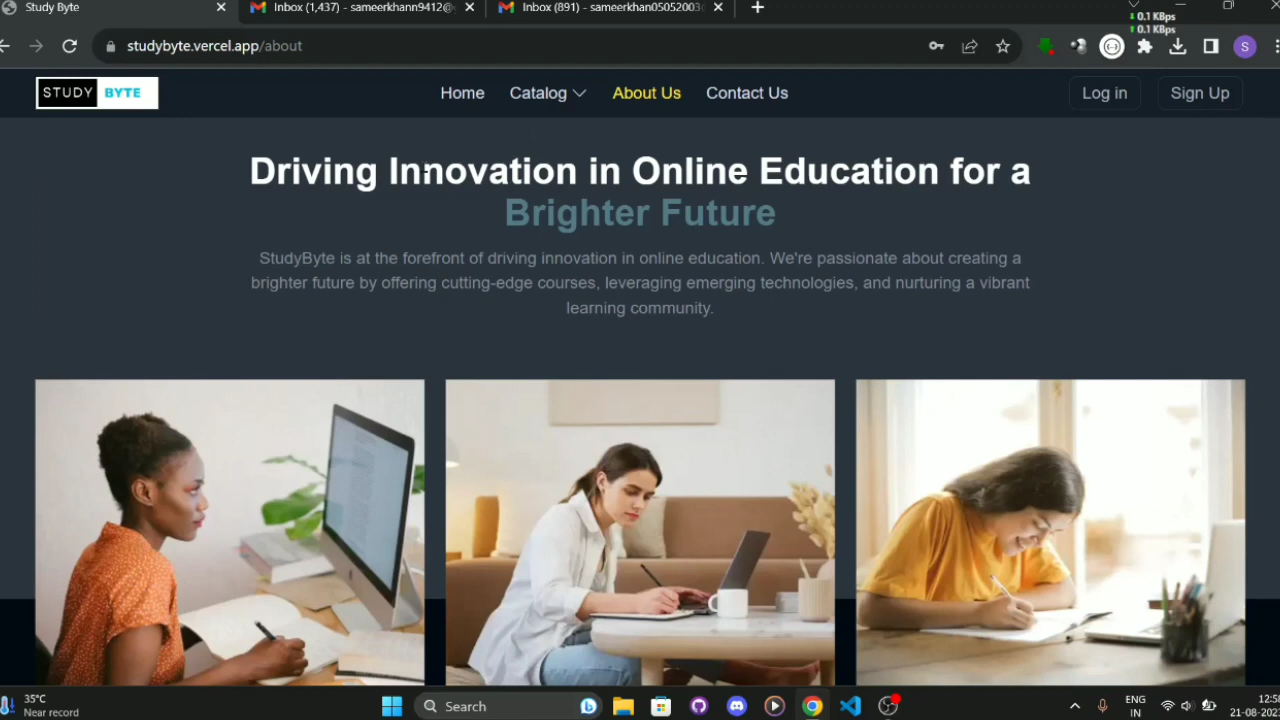 Study Byte
Inbox (1,437) - sameerkhann9412@
Inbox (891) - sameerkhan05052003
0.1 KBps
0.1 KBps
studybyte.vercel.app/about
S
STUDY BYTE
Home
Catalog
About Us
Contact Us
Log in
Sign Up
Driving Innovation in Online Education for a
Brighter Future
StudyByte is at the forefront of driving innovation in online education. We're passionate about creating a
brighter future by offering cutting-edge courses, leveraging emerging technologies, and nurturing a vibrant
learning community.
35°C
Near record
Search
ENG
IN
12:5
21-08-202